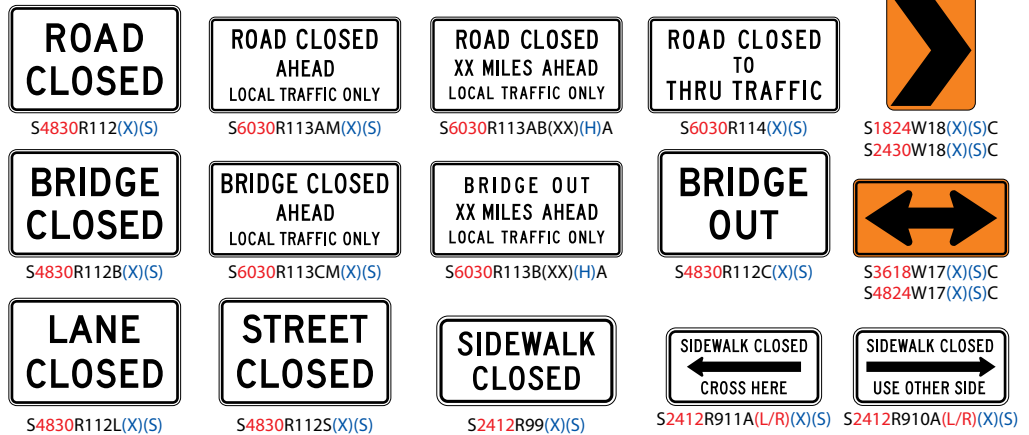 ROAD
CLOSED
S4830R112(X)(S)
ROAD CLOSED
AHEAD
LOCAL TRAFFIC ONLY
S6030R113AM(X)(S)
ROAD CLOSED
XX MILES AHEAD
LOCAL TRAFFIC ONLY
S6030R113AB(XX)(H)A
ROAD CLOSED
TO
THRU TRAFFIC
S6030R114(X)(S)
S1824W18(X)(S)C
S2430W18(X)(S)C
BRIDGE
CLOSED
S4830R112B(X)(S)
BRIDGE CLOSED
AHEAD
LOCAL TRAFFIC ONLY
S6030R113CM(X)(S)
BRIDGE OUT
XX MILES AHEAD
LOCAL TRAFFIC ONLY
S6030R113B(XX)(H)A
BRIDGE
OUT
S4830R112C(X)(S)
S3618W17(X)(S)C
S4824W17(X)(S)C
LANE
CLOSED
S4830R112L(X)(S)
STREET
CLOSED
S4830R112S(X)(S)
SIDEWALK
CLOSED
S2412R99(X)(S)
SIDEWALK CLOSED
CROSS HERE
S2412R911A(L/R)(X)(S)
SIDEWALK CLOSED
USE OTHER SIDE
S2412R910A(L/R)(X)(S)